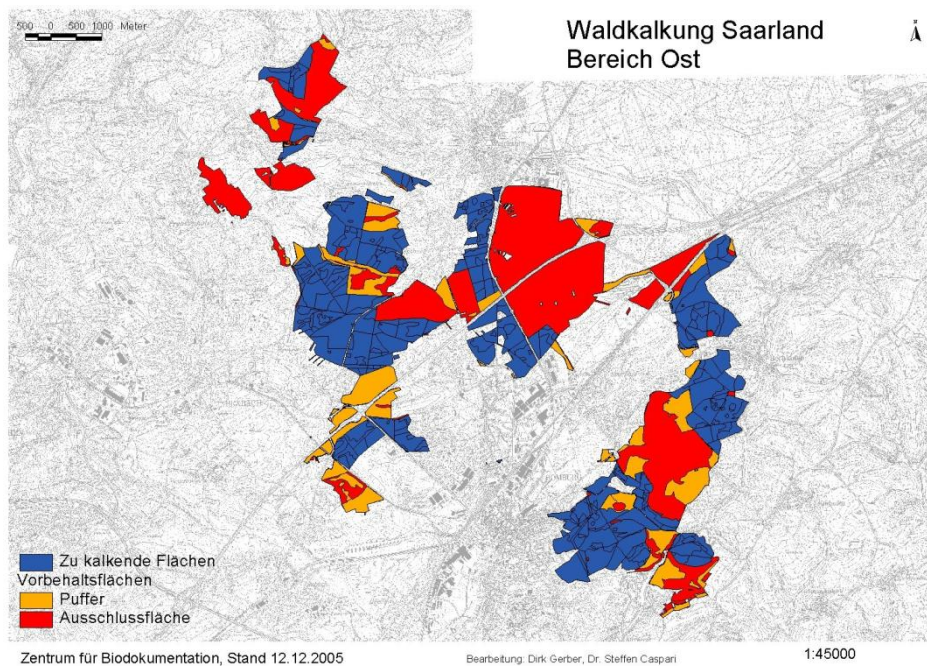 500 0 500 1000 Meter
Waldkalkung Saarland
Bereich Ost
N
Zu kalkende Flächen
Vorbehaltsflächen
Puffer
Ausschlussfläche
Zentrum für Biodokumentation, Stand 12.12.2005
Bearbeitung: Dirk Gerber, Dr. Steffen Caspari
1:45000